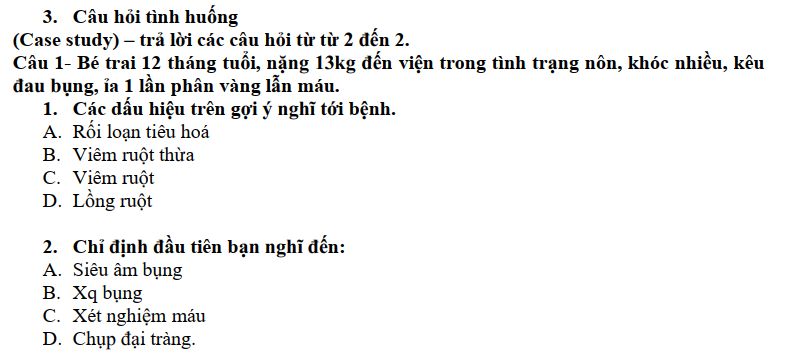 3. Câu hỏi tình huống
(Case study) – trả lời các câu hỏi từ từ 2 đến 2.
Câu 1- Bé trai 12 tháng tuổi, nặng 13kg đến viện trong tình trạng nôn, khóc nhiều, kêu
đau bụng, ỉa 1 lần phân vàng lẫn máu.
1. Các dấu hiệu trên gợi ý nghĩ tới bệnh.
A. Rối loạn tiêu hoá
B. Viêm ruột thừa
C. Viêm ruột
D. Lồng ruột
2. Chỉ định đầu tiên bạn nghĩ đến:
A. Siêu âm bụng
B. Xq bụng
C. Xét nghiệm máu
D. Chụp đại tràng.